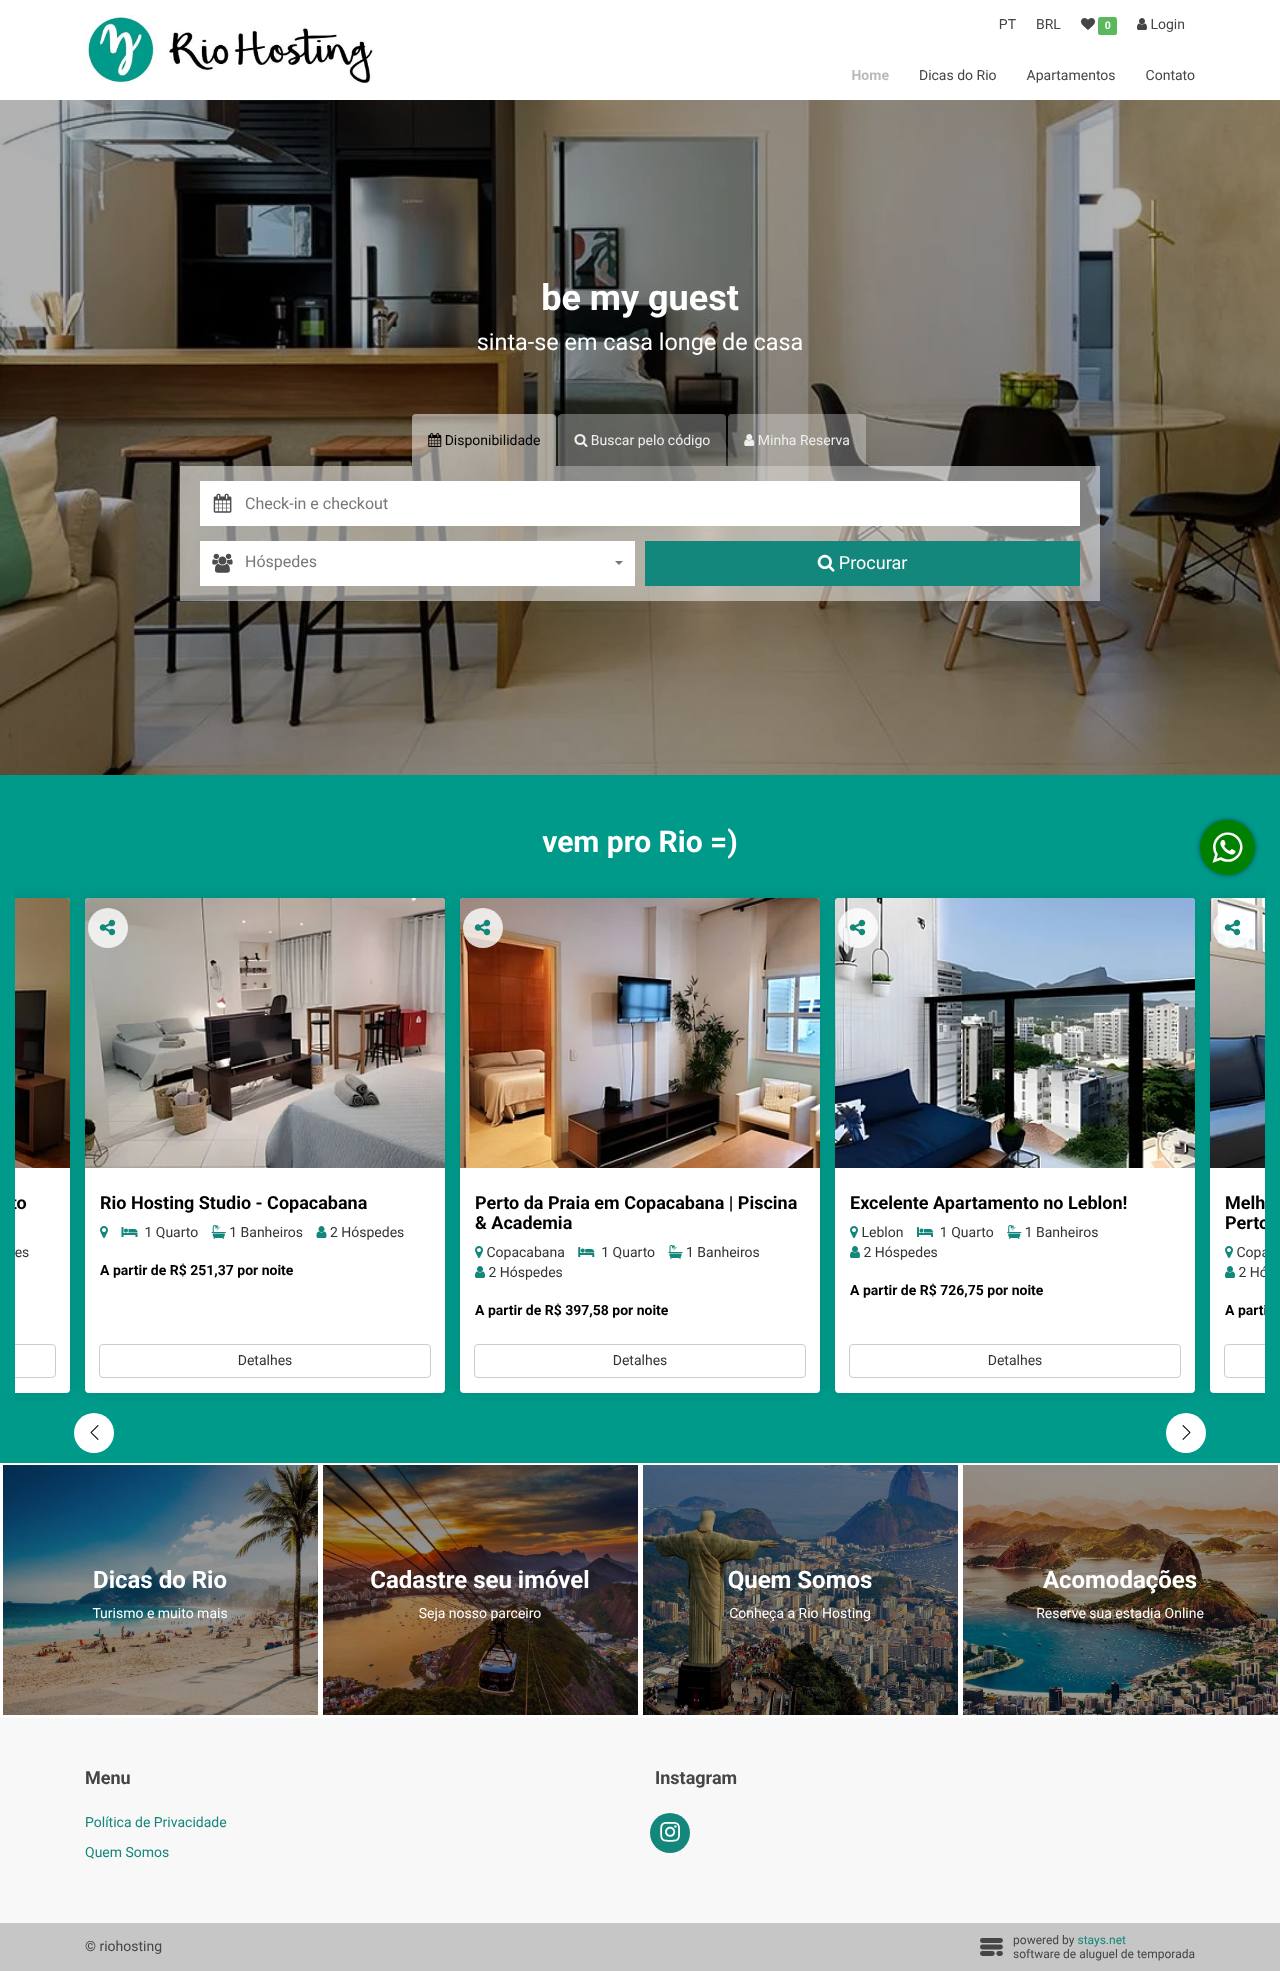 Rio Hosting
PT BRL 0 Login
Home Dicas do Rio Apartamentos Contato
be my guest
sinta-se em casa longe de casa
Disponibilidade Buscar pelo código Minha Reserva
Check-in e checkout
Hóspedes
Procurar
vem pro Rio =)
Rio Hosting Studio - Copacabana
1 Quarto 1 Banheiros 2 Hóspedes
A partir de R$ 251,37 por noite
Detalhes
Perto da Praia em Copacabana | Piscina
& Academia
Copacabana 1 Quarto 1 Banheiros
2 Hóspedes
A partir de R$ 397,58 por noite
Detalhes
Excelente Apartamento no Leblon!
Leblon 1 Quarto 1 Banheiros
2 Hóspedes
A partir de R$ 726,75 por noite
Detalhes
Dicas do Rio
Turismo e muito mais
Cadastre seu imóvel
Seja nosso parceiro
Quem Somos
Conheça a Rio Hosting
Acomodações
Reserve sua estadia Online
Menu
Política de Privacidade
Quem Somos
Instagram
© riohosting
powered by stays.net
software de aluguel de temporada